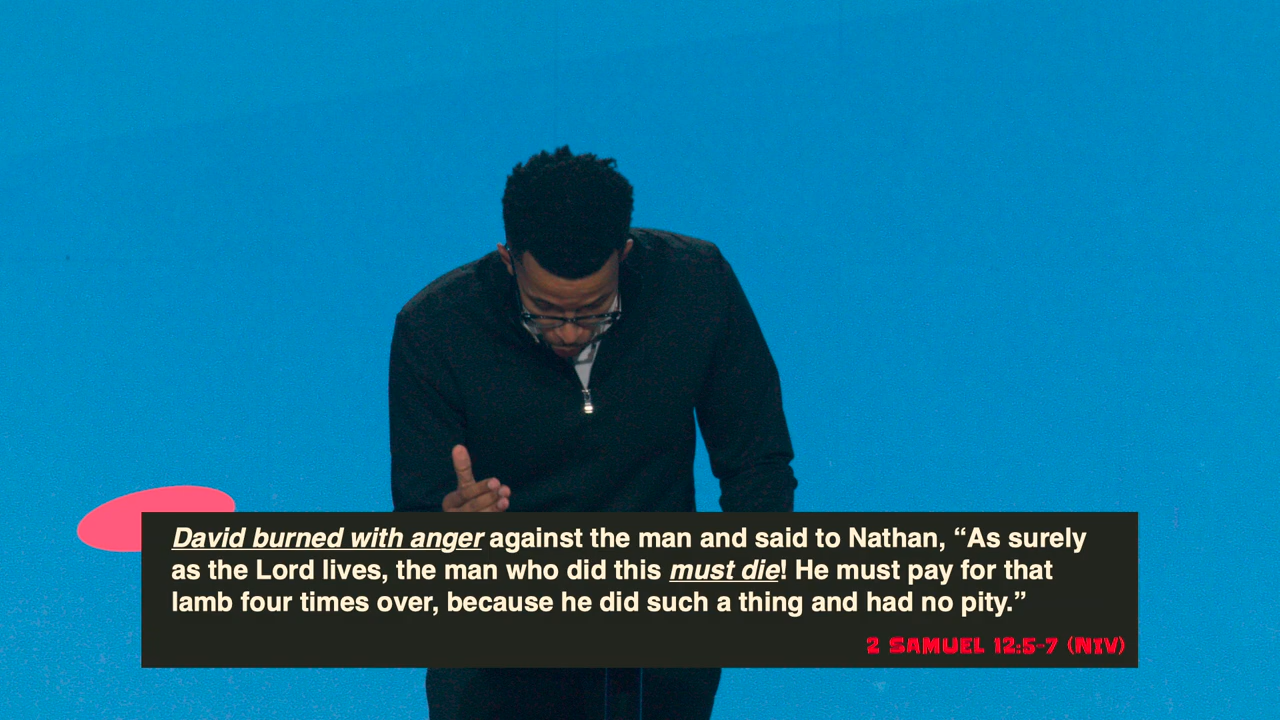 David burned with anger against the man and said to Nathan, “As surely
as the Lord lives, the man who did this must die! He must pay for that
lamb four times over, because he did such a thing and had no pity.”
2 SAMUEL 12:5-7 (NIV)